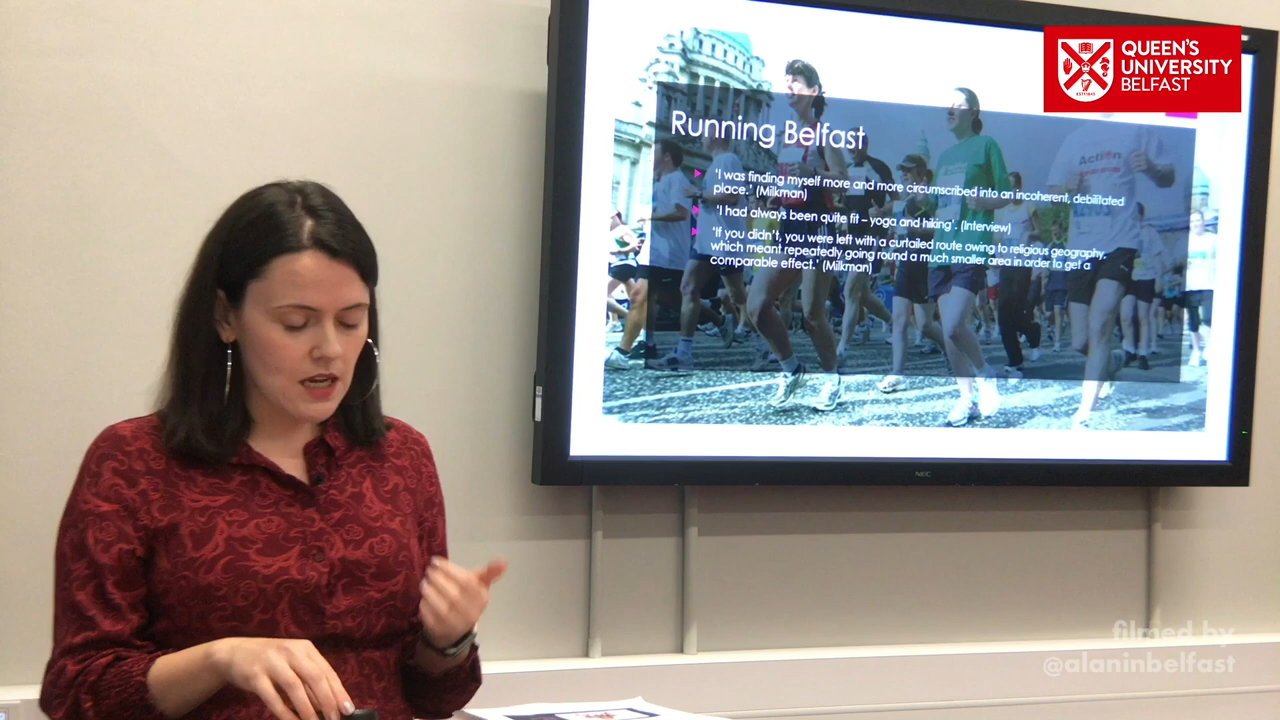 QUEEN'S
UNIVERSITY
BELFAST
ESTD 1845
Running Belfast
'I was finding myself more and more circumscribed into an incoherent, debilitated
place.' (Milkman)
'I had always been quite fit – yoga and hiking'. (Interview)
'If you didn't, you were left with a curtailed route owing to religious geography,
which meant repeatedly going round a much smaller area in order to get a
comparable effect.' (Milkman)
Action
NEC
filmed by
@alaninbelfast